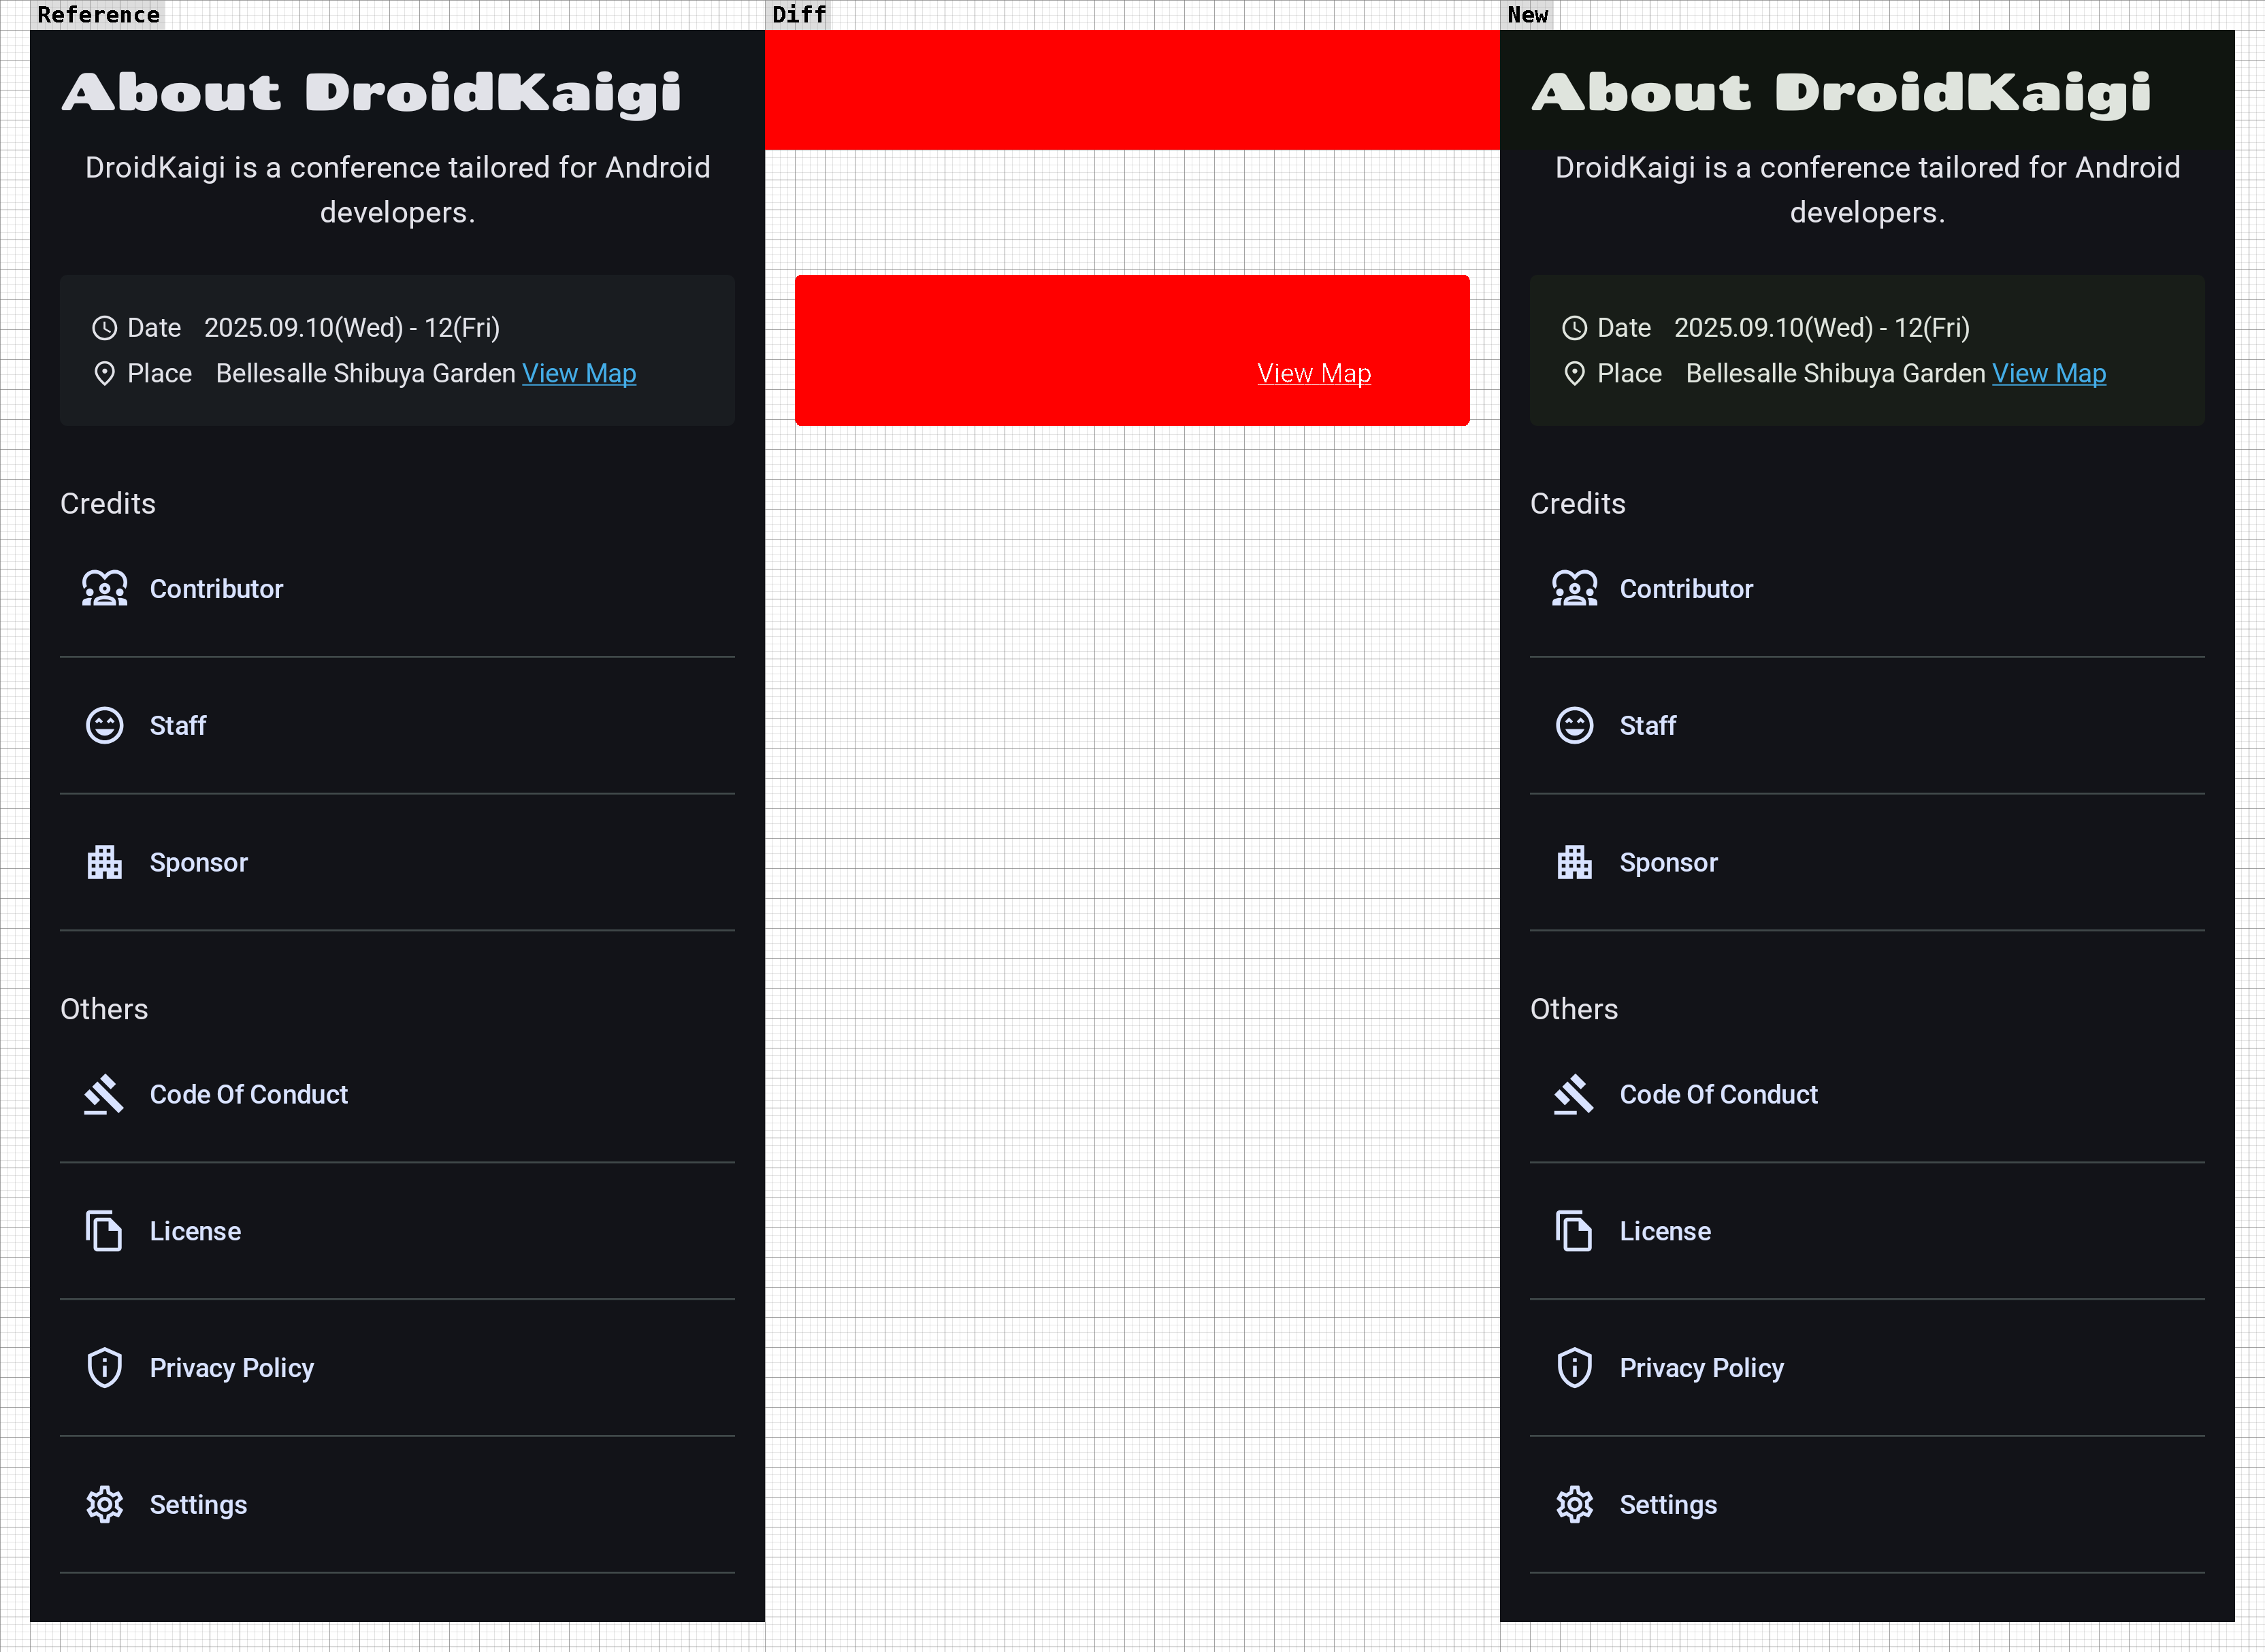 Reference
Diff
New
About DroidKaigi
DroidKaigi is a conference tailored for Android
developers.
Date 2025.09.10(Wed) - 12(Fri)
Place Bellesalle Shibuya Garden View Map
Credits
Contributor
Staff
Sponsor
Others
Code Of Conduct
License
Privacy Policy
Settings
View Map
About DroidKaigi
DroidKaigi is a conference tailored for Android
developers.
Date 2025.09.10(Wed) - 12(Fri)
Place Bellesalle Shibuya Garden View Map
Credits
Contributor
Staff
Sponsor
Others
Code Of Conduct
License
Privacy Policy
Settings